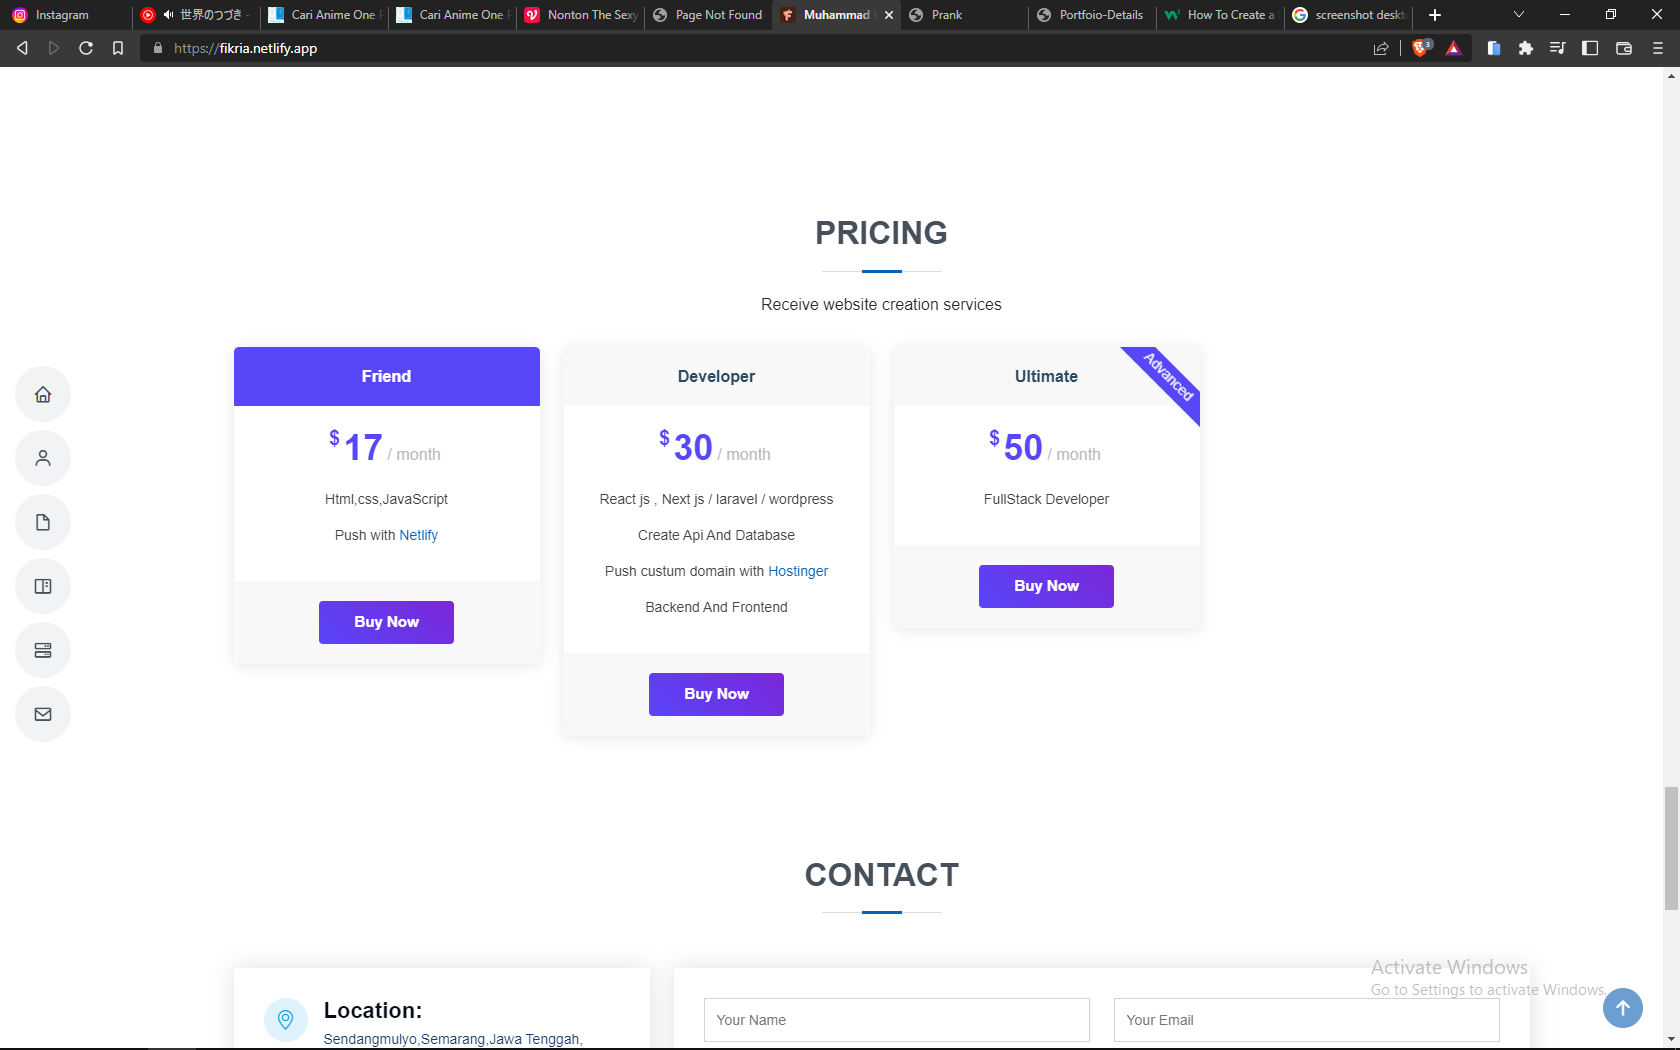 Instagram
世界のつづき -
Cari Anime One
Cari Anime One
Nonton The Sexy
Page Not Found
Muhammad
Prank
Portfoio-Details
How To Create a
screenshot deskt
https://fikria.netlify.app
3
PRICING
Receive website creation services
Friend
$17 / month
Html,css,JavaScript
Push with Netlify
Buy Now
Developer
$30 / month
React js , Next js / laravel / wordpress
Create Api And Database
Push custum domain with Hostinger
Backend And Frontend
Buy Now
Ultimate
Advanced
$50 / month
FullStack Developer
Buy Now
CONTACT
Location:
Sendangmulyo,Semarang,Jawa Tenggah,
Your Name
Your Email
Activate Windows
Go to Settings to activate Windows.